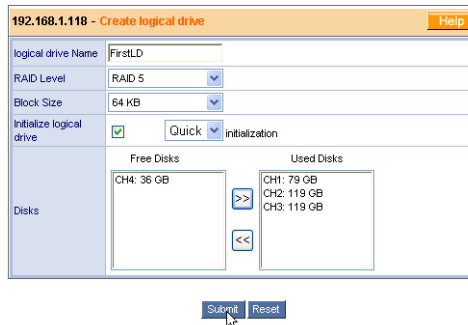 192.168.1.118 - Create logical drive Help
logical drive Name FirstLD
RAID Level RAID 5
Block Size 64 KB
Initialize logical drive Quick initialization
Free Disks Used Disks
Disks
CH4: 36 GB
>>
<<
CH1: 79 GB
CH2: 119 GB
CH3: 119 GB
Submit Reset